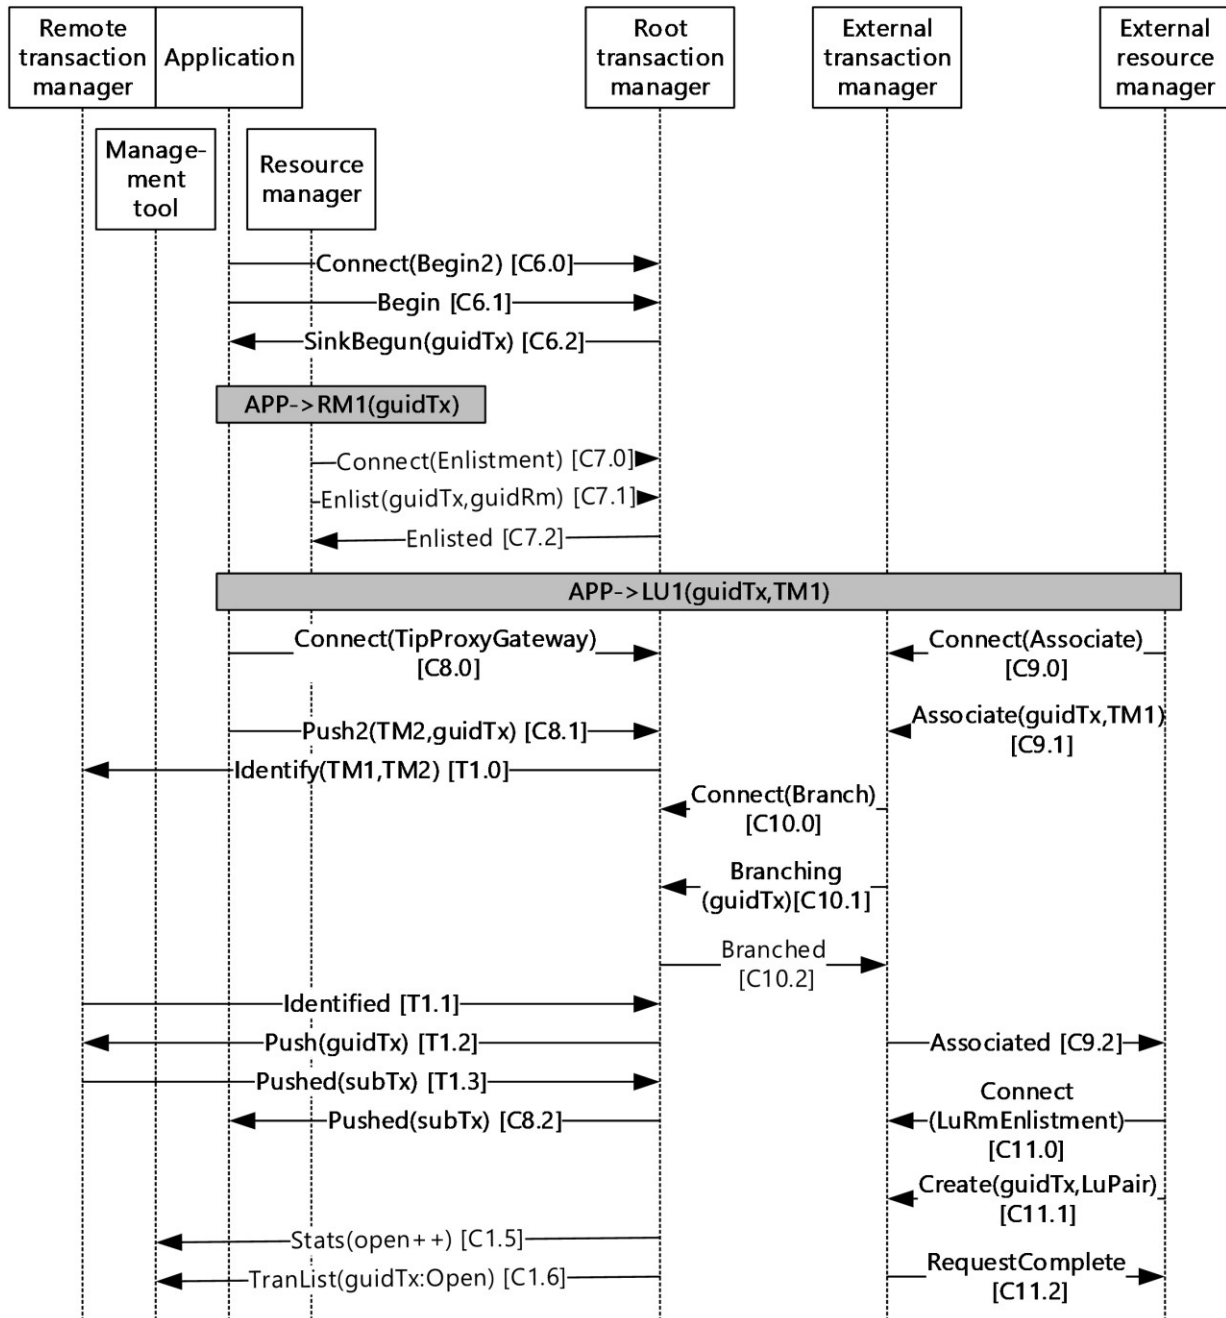 Remote
transaction
manager
Application
Root
transaction
manager
External
transaction
manager
External
resource
manager
Manage-
ment
tool
Resource
manager
Connect(Begin2) [C6.0]
Begin [C6.1]
SinkBegun(guidTx) [C6.2]
APP->RM1(guidTx)
Connect(Enlistment) [C7.0]
Enlist(guidTx,guidRm) [C7.1]
Enlisted [C7.2]
APP->LU1(guidTx,TM1)
Connect(TipProxyGateway)
[C8.0]
Connect(Associate)
[C9.0]
Push2(TM2,guidTx) [C8.1]
Associate(guidTx,TM1)
[C9.1]
Identify(TM1,TM2) [T1.0]
Connect(Branch)
[C10.0]
Branching
(guidTx)[C10.1]
Branched
[C10.2]
Identified [T1.1]
Push(guidTx) [T1.2]
Associated [C9.2]
Pushed(subTx) [T1.3]
Pushed(subTx) [C8.2]
Connect
(LuRmEnlistment)
[C11.0]
Create(guidTx,LuPair)
[C11.1]
Stats(open++) [C1.5]
TranList(guidTx:Open) [C1.6]
RequestComplete
[C11.2]